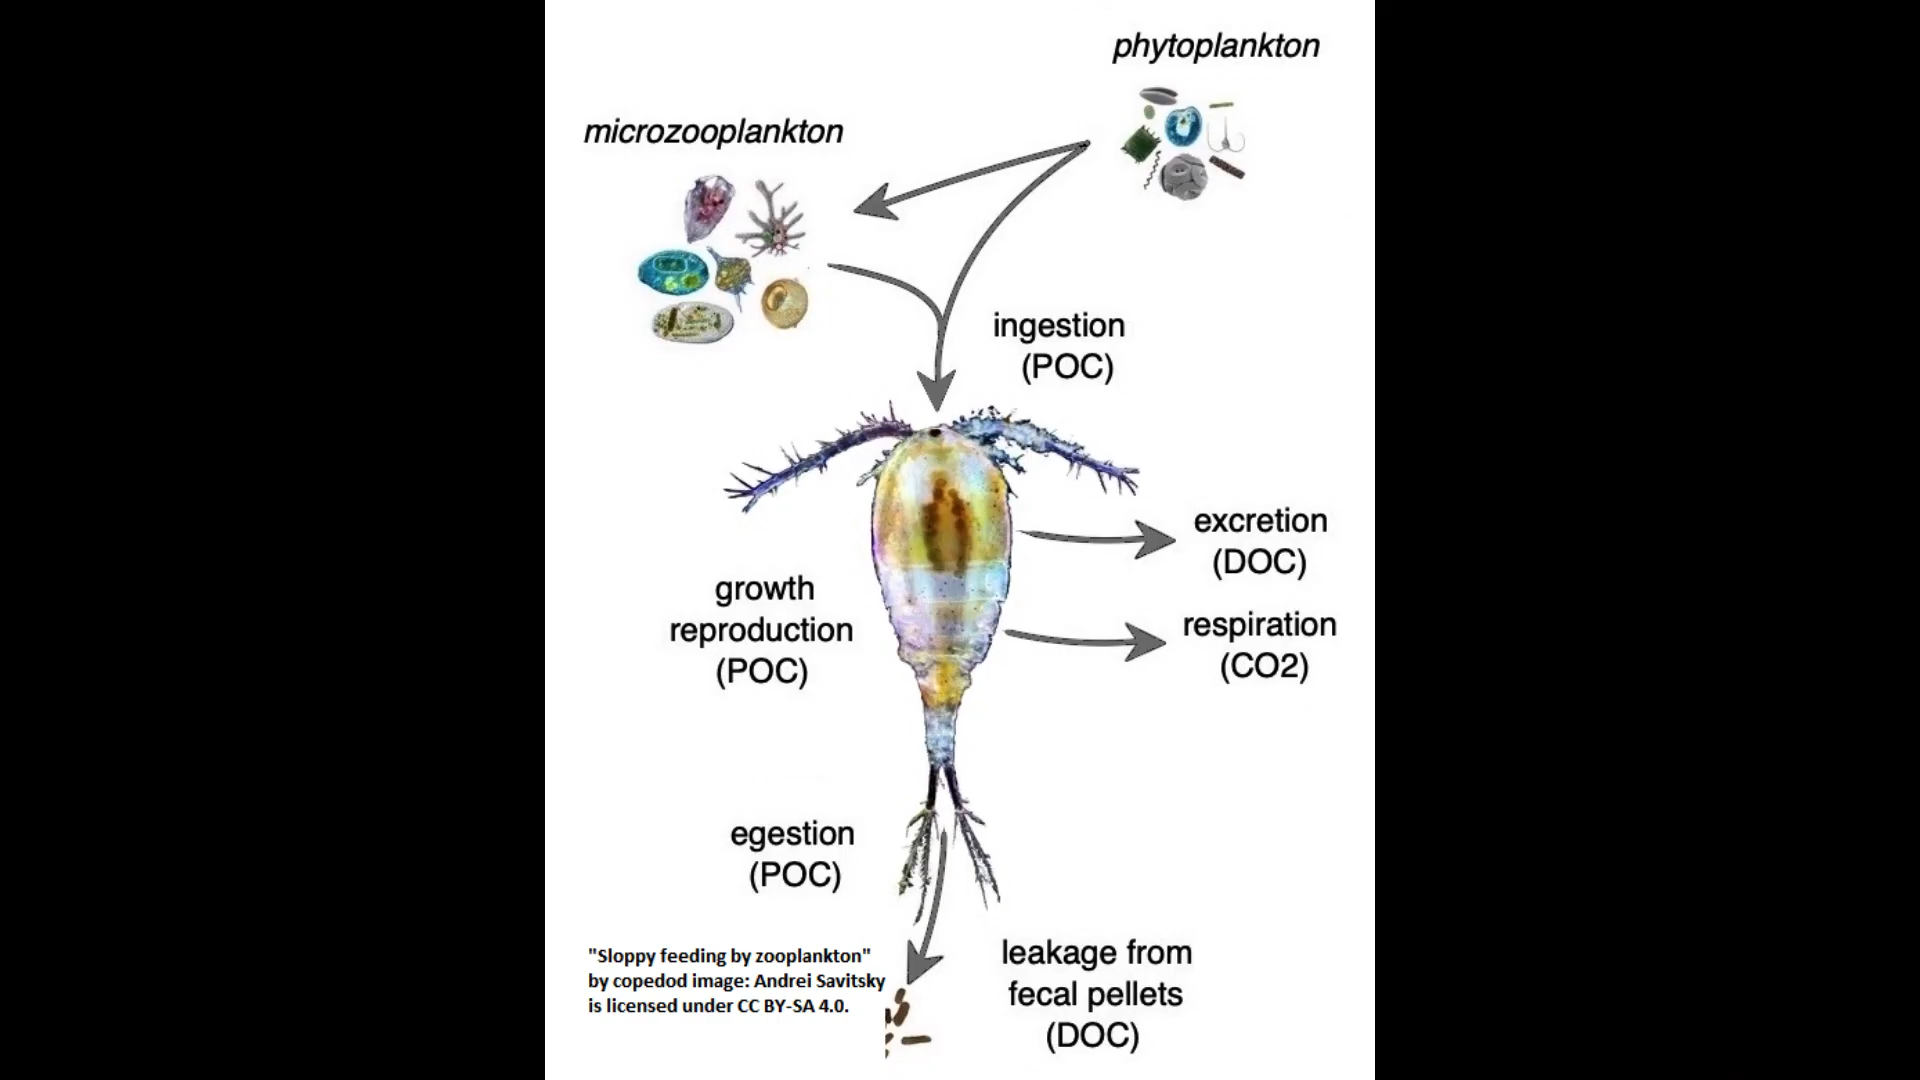 phytoplankton
microzooplankton
ingestion
(POC)
excretion
(DOC)
growth
reproduction
(POC)
respiration
(CO2)
egestion
(POC)
"Sloppy feeding by zooplankton"
by copedod image: Andrei Savitsky
is licensed under CC BY-SA 4.0.
leakage from
fecal pellets
(DOC)